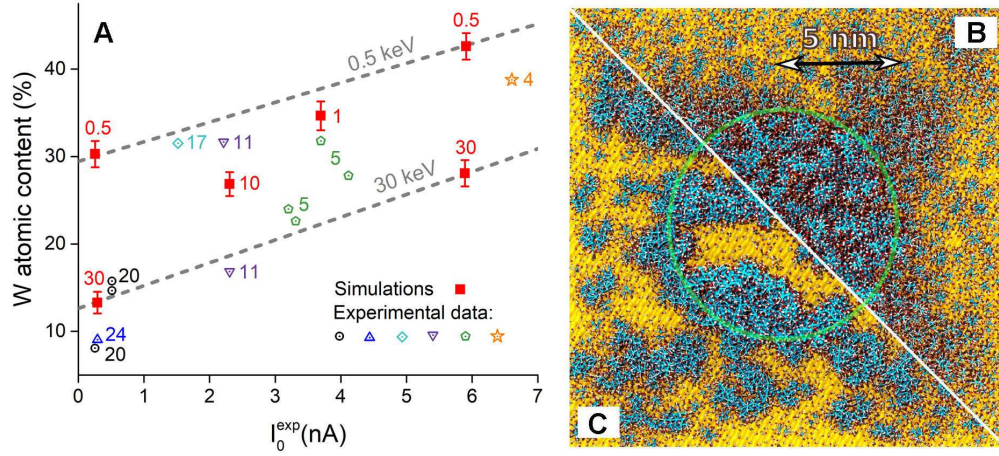 A
W atomic content (%)
40
30
20
10
0 1 2 3 4 5 6 7
I₀ᵉˣᵖ(nA)
0.5 keV
30 keV
0.5
0.5
4
17
11
1
10
5
5
30
11
30
20
24
20
Simulations
Experimental data:
B
5 nm
C